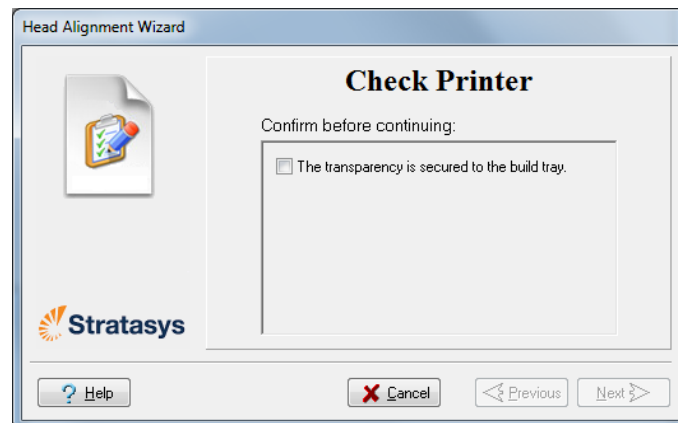 Head Alignment Wizard
Check Printer
Confirm before continuing:
The transparency is secured to the build tray.
Stratasys
? Help
Cancel
Previous
Next